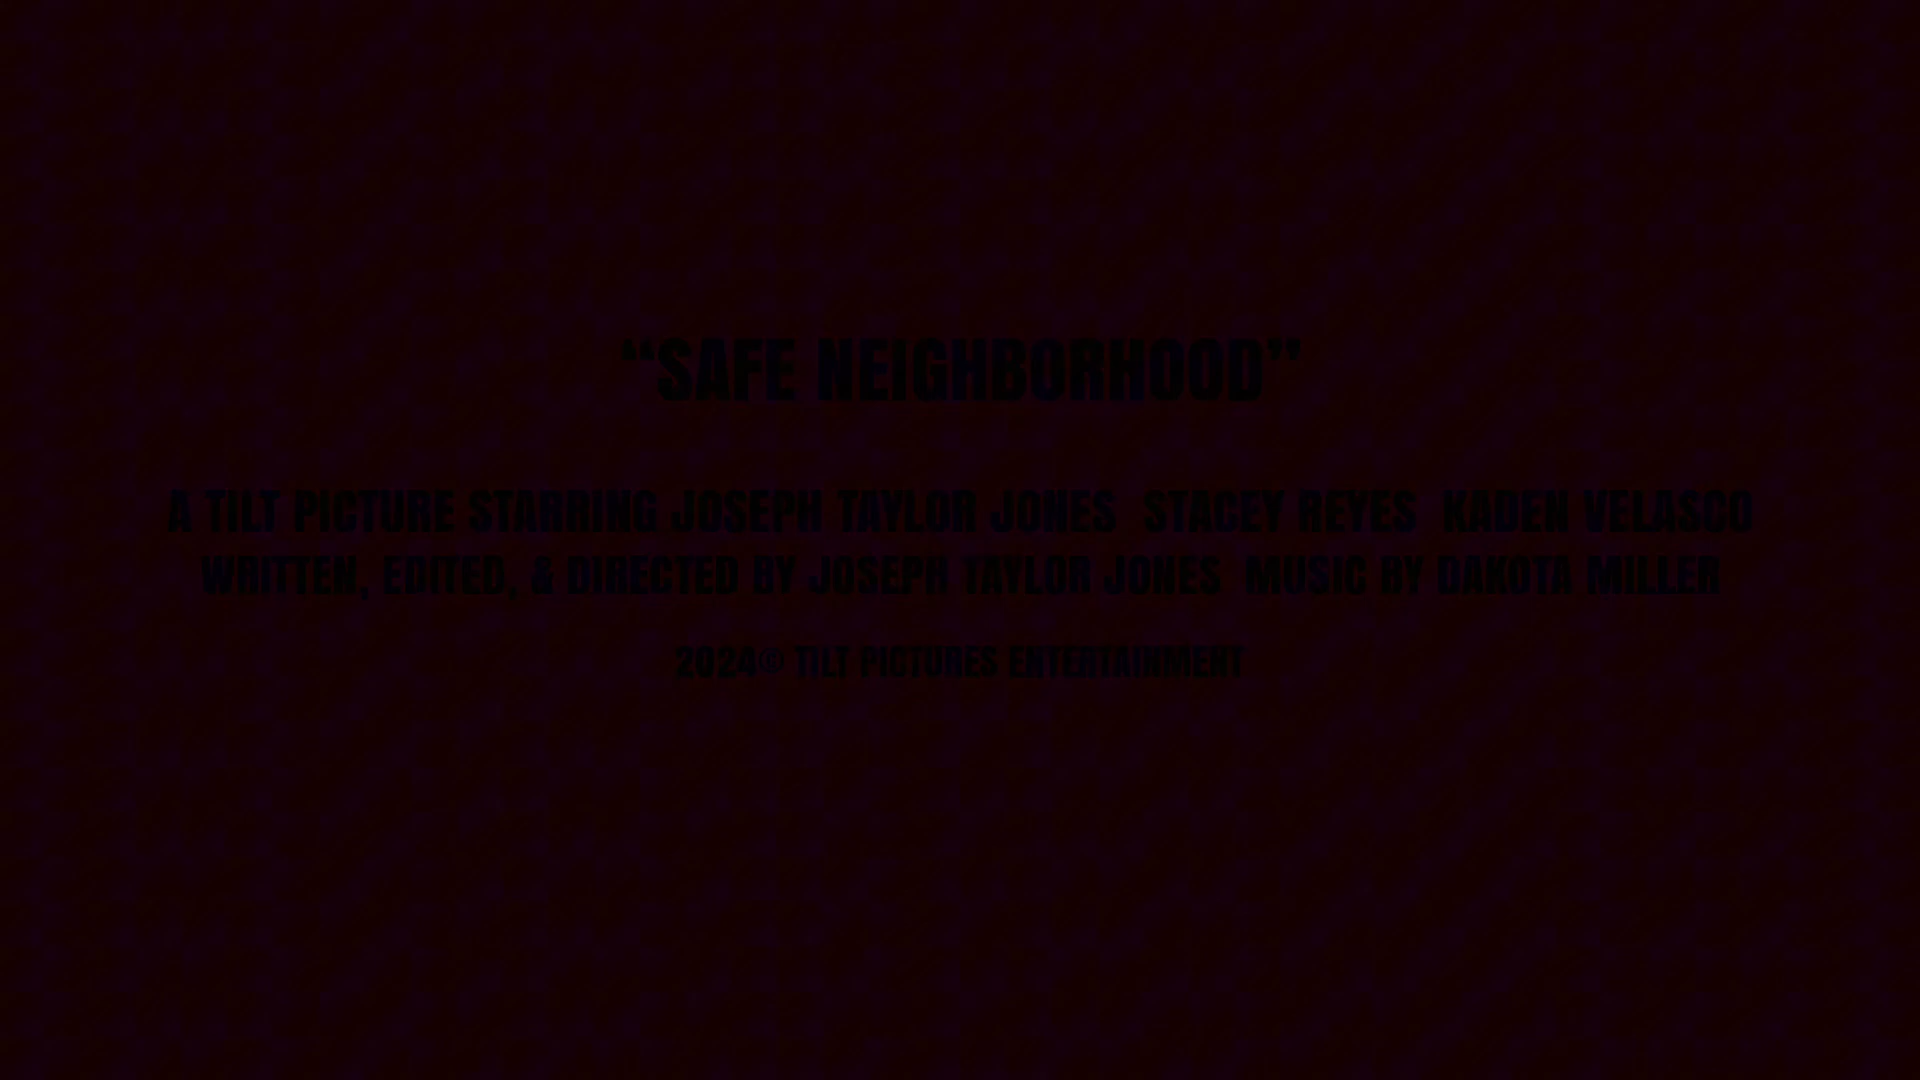 “SAFE NEIGHBORHOOD”
A TILT PICTURE STARRING JOSEPH TAYLOR JONES STACEY REYES KADEN VELASCO
WRITTEN, EDITED, & DIRECTED BY JOSEPH TAYLOR JONES MUSIC BY DAKOTA MILLER
2024© TILT PICTURES ENTERTAINMENT